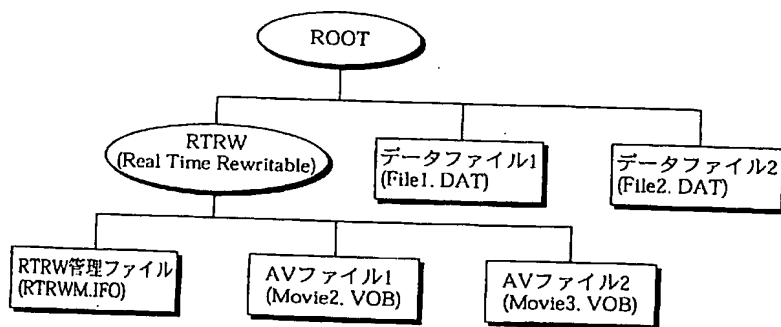 ROOT
RTRW
(Real Time Rewritable)
データファイル1
(File1. DAT)
データファイル2
(File2. DAT)
RTRW管理ファイル
(RTRWM.IFO)
AVファイル1
(Movie2. VOB)
AVファイル2
(Movie3. VOB)